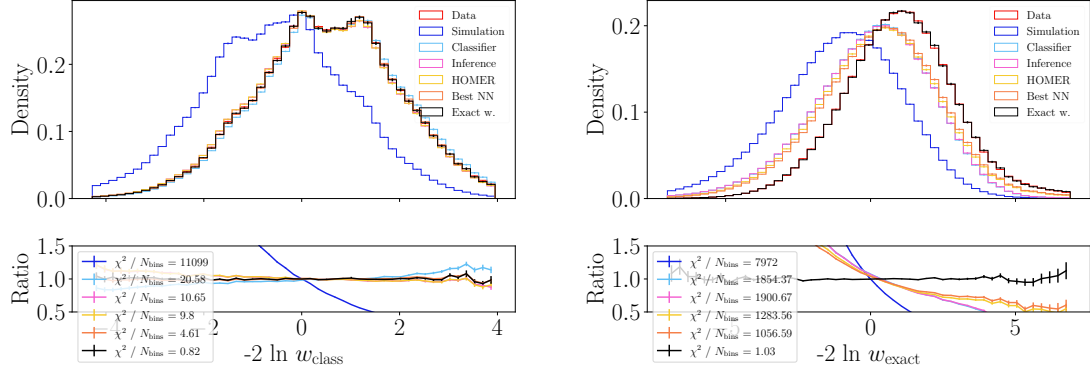 Density
0.2
0.1
0.0
Data
Simulation
Classifier
Inference
HOMER
Best NN
Exact w.
Ratio
1.5
1.0
0.5
χ² / N_bins = 11099
χ² / N_bins = 20.58
χ² / N_bins = 10.65
χ² / N_bins = 9.8
χ² / N_bins = 4.61
χ² / N_bins = 0.82
-4 -2 0 2 4
-2 ln w_class
Density
0.2
0.1
0.0
Data
Simulation
Classifier
Inference
HOMER
Best NN
Exact w.
Ratio
1.5
1.0
0.5
χ² / N_bins = 7972
χ² / N_bins = 1854.37
χ² / N_bins = 1900.67
χ² / N_bins = 1283.56
χ² / N_bins = 1056.59
χ² / N_bins = 1.03
-5 0 5
-2 ln w_exact